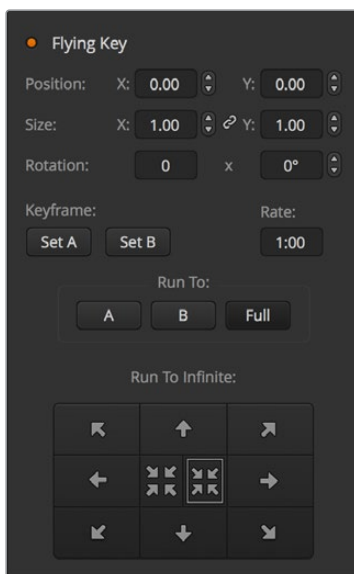 Flying Key
Position: X: 0.00 Y: 0.00
Size: X: 1.00 Y: 1.00
Rotation: 0 x 0°
Keyframe: Rate:
Set A Set B 1:00
Run To:
A B Full
Run To Infinite: